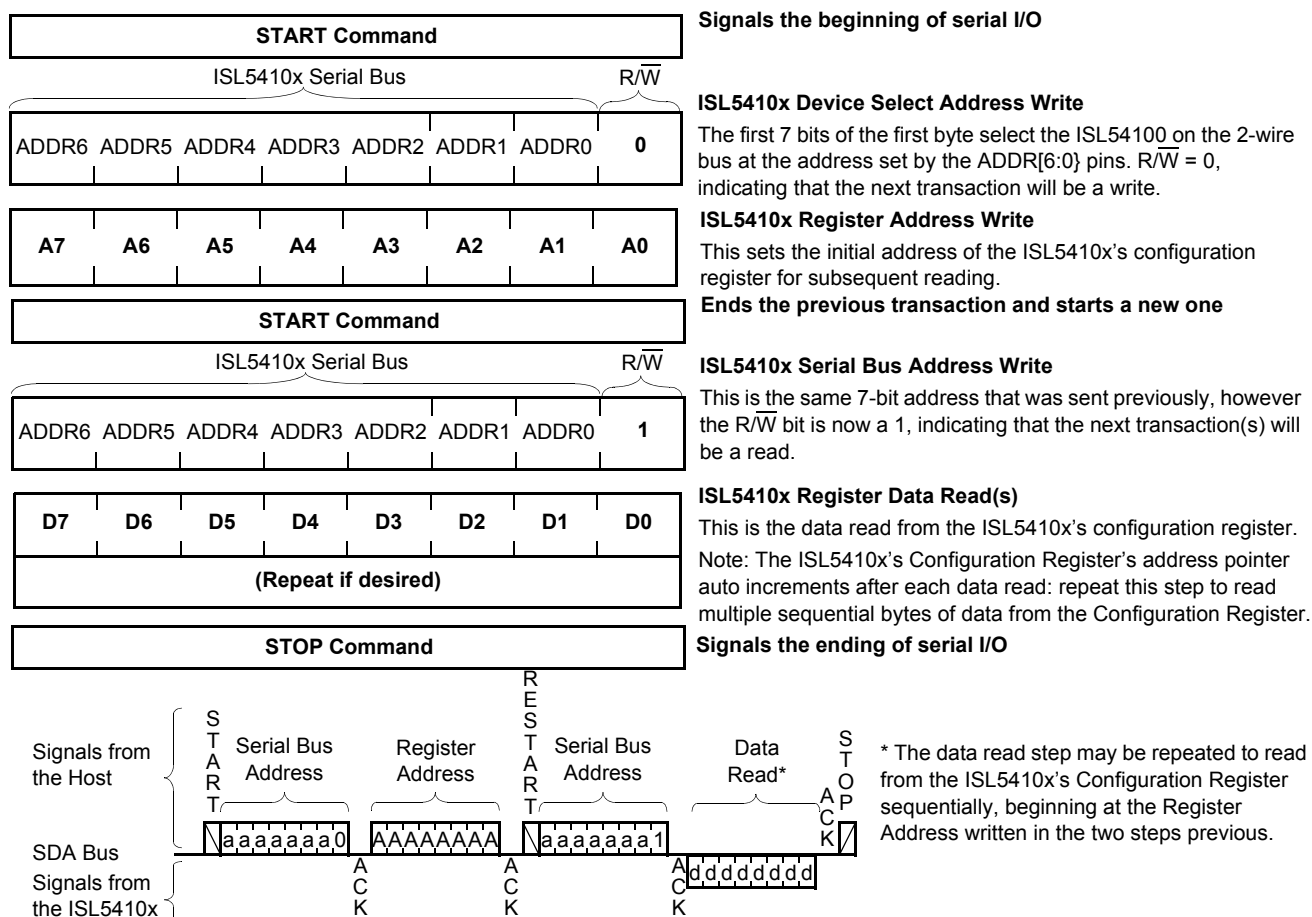 START Command
Signals the beginning of serial I/O
ISL5410x Serial Bus R/W
ADDR6 ADDR5 ADDR4 ADDR3 ADDR2 ADDR1 ADDR0 0
ISL5410x Device Select Address Write
The first 7 bits of the first byte select the ISL54100 on the 2-wire
bus at the address set by the ADDR[6:0} pins. R/W = 0,
indicating that the next transaction will be a write.
A7 A6 A5 A4 A3 A2 A1 A0
ISL5410x Register Address Write
This sets the initial address of the ISL5410x's configuration
register for subsequent reading.
START Command
Ends the previous transaction and starts a new one
ISL5410x Serial Bus R/W
ADDR6 ADDR5 ADDR4 ADDR3 ADDR2 ADDR1 ADDR0 1
ISL5410x Serial Bus Address Write
This is the same 7-bit address that was sent previously, however
the R/W bit is now a 1, indicating that the next transaction(s) will
be a read.
D7 D6 D5 D4 D3 D2 D1 D0
(Repeat if desired)
ISL5410x Register Data Read(s)
This is the data read from the ISL5410x's configuration register.
Note: The ISL5410x's Configuration Register's address pointer
auto increments after each data read: repeat this step to read
multiple sequential bytes of data from the Configuration Register.
STOP Command
Signals the ending of serial I/O
Signals from
the Host
START
Serial Bus
Address
Register
Address
RESTART
Serial Bus
Address
Data
Read*
ACK
STOP
* The data read step may be repeated to read
from the ISL5410x's Configuration Register
sequentially, beginning at the Register
Address written in the two steps previous.
SDA Bus
a a a a a a a 0
A A A A A A A A
a a a a a a a 1
d d d d d d d d
Signals from
the ISL5410x
ACK
ACK
ACK